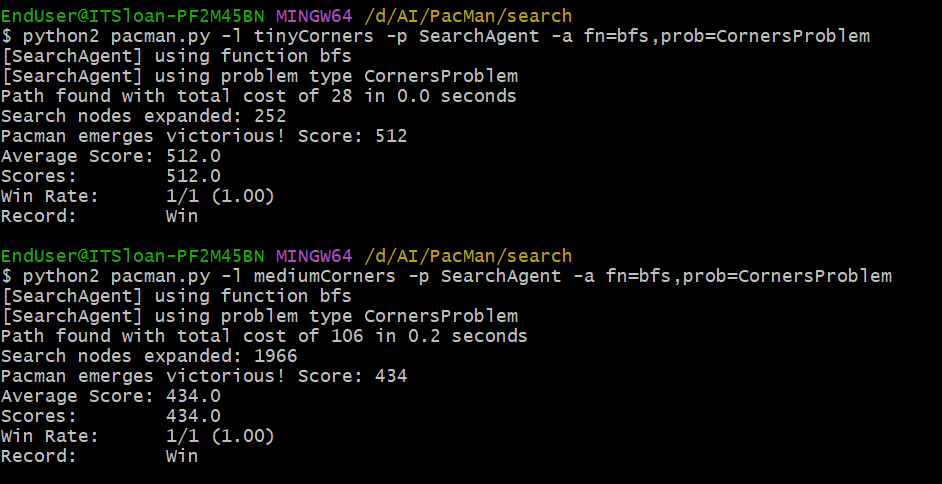 EndUser@ITSloan-PF2M45BN MINGW64 /d/AI/PacMan/search
$ python2 pacman.py -l tinyCorners -p SearchAgent -a fn=bfs,prob=CornersProblem
[SearchAgent] using function bfs
[SearchAgent] using problem type CornersProblem
Path found with total cost of 28 in 0.0 seconds
Search nodes expanded: 252
Pacman emerges victorious! Score: 512
Average Score: 512.0
Scores:        512.0
Win Rate:      1/1 (1.00)
Record:        Win
EndUser@ITSloan-PF2M45BN MINGW64 /d/AI/PacMan/search
$ python2 pacman.py -l mediumCorners -p SearchAgent -a fn=bfs,prob=CornersProblem
[SearchAgent] using function bfs
[SearchAgent] using problem type CornersProblem
Path found with total cost of 106 in 0.2 seconds
Search nodes expanded: 1966
Pacman emerges victorious! Score: 434
Average Score: 434.0
Scores:        434.0
Win Rate:      1/1 (1.00)
Record:        Win